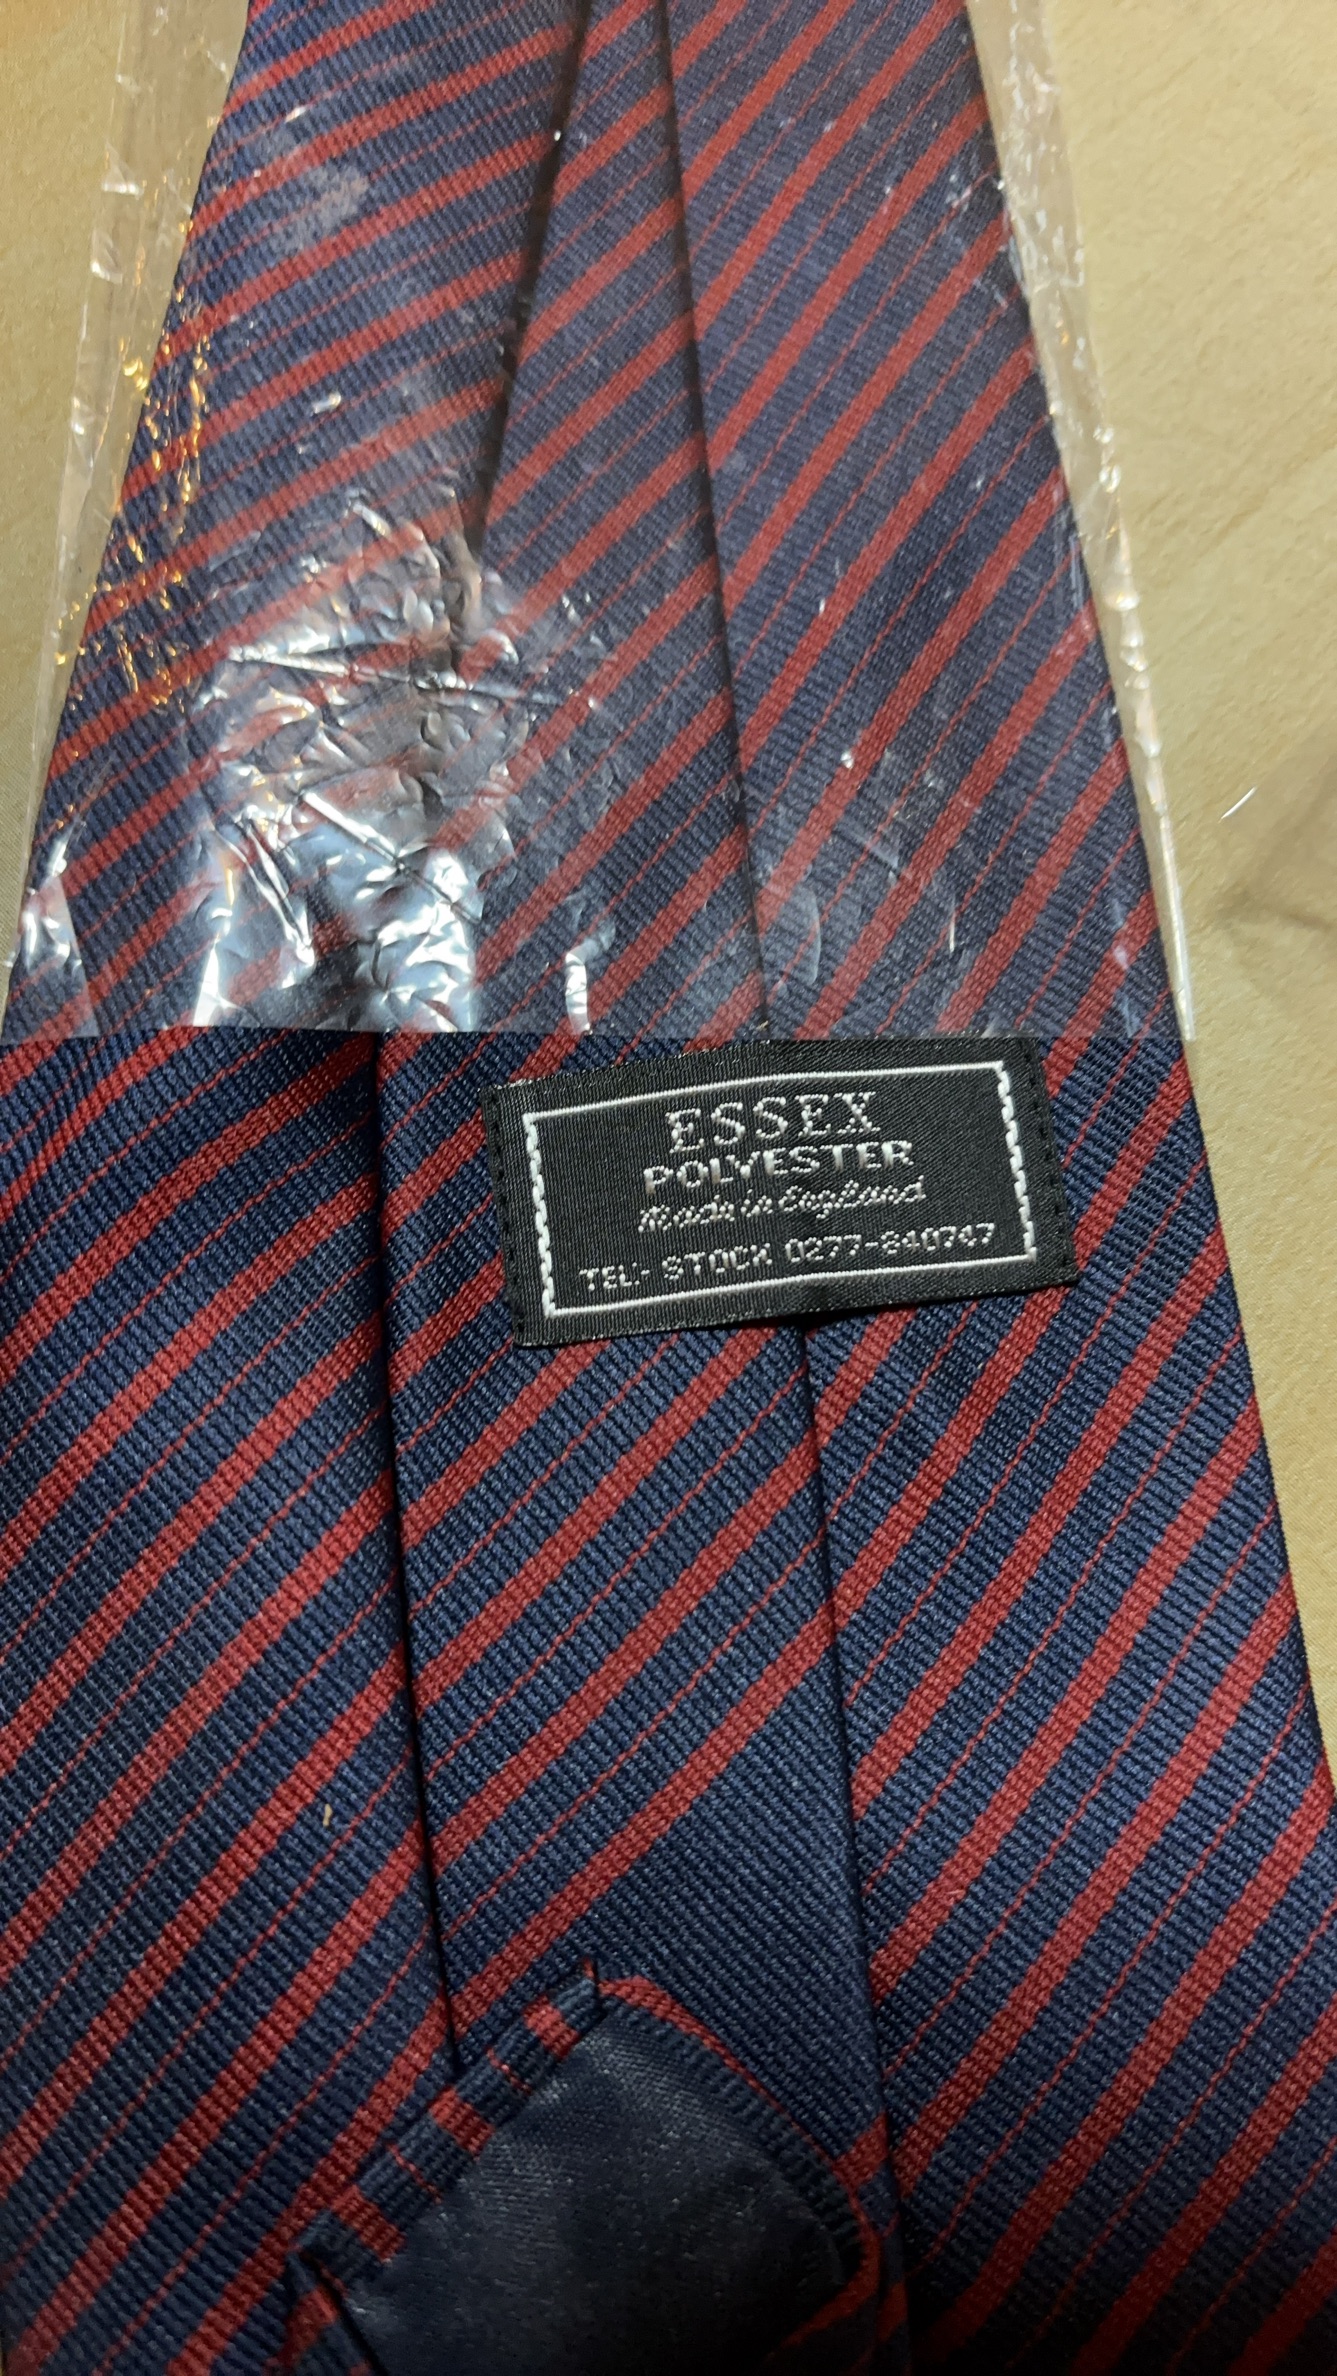 ESSEX
POLYESTER
Made in England
TEL:- STOCK 0277-840747